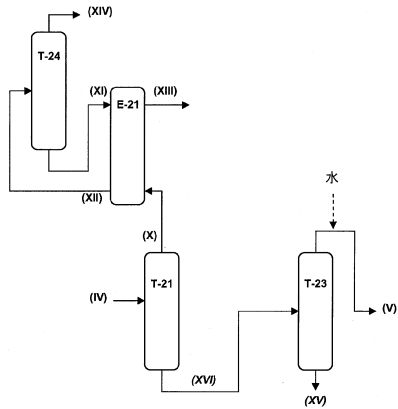 (XIV)
T-24
(XI)
E-21
(XIII)
(XII)
水
(X)
T-21
T-23
(IV)
(V)
(XVI)
(XV)